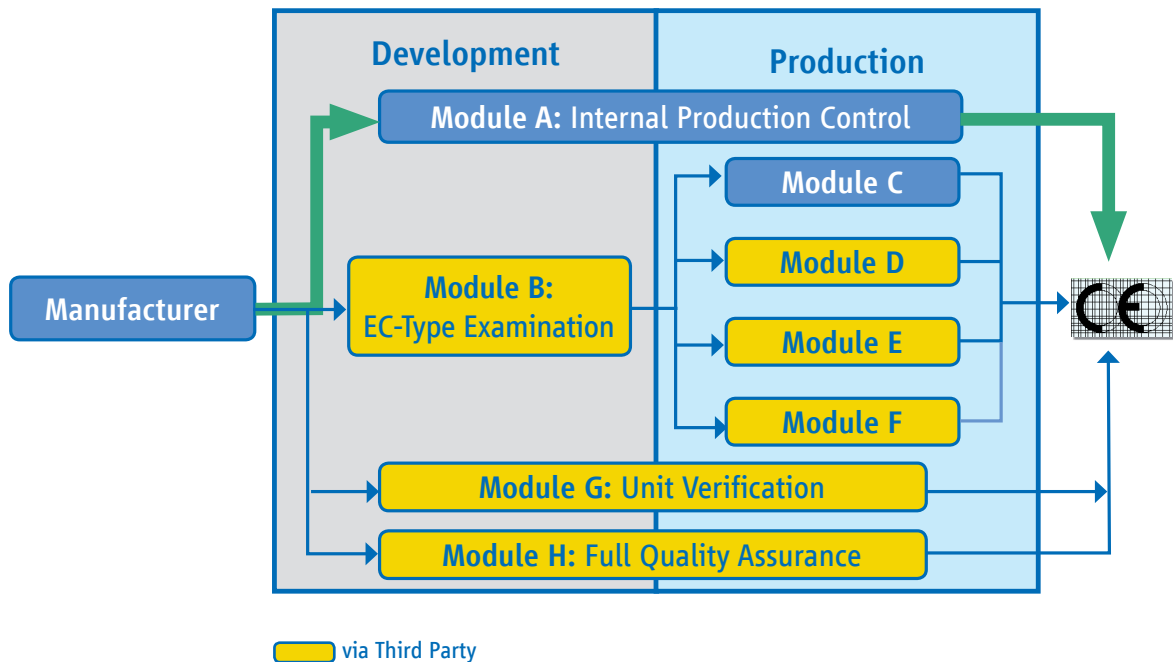 Development
Production
Module A: Internal Production Control
Module C
Module D
Manufacturer
Module B:
EC-Type Examination
CE
Module E
Module F
Module G: Unit Verification
Module H: Full Quality Assurance
via Third Party